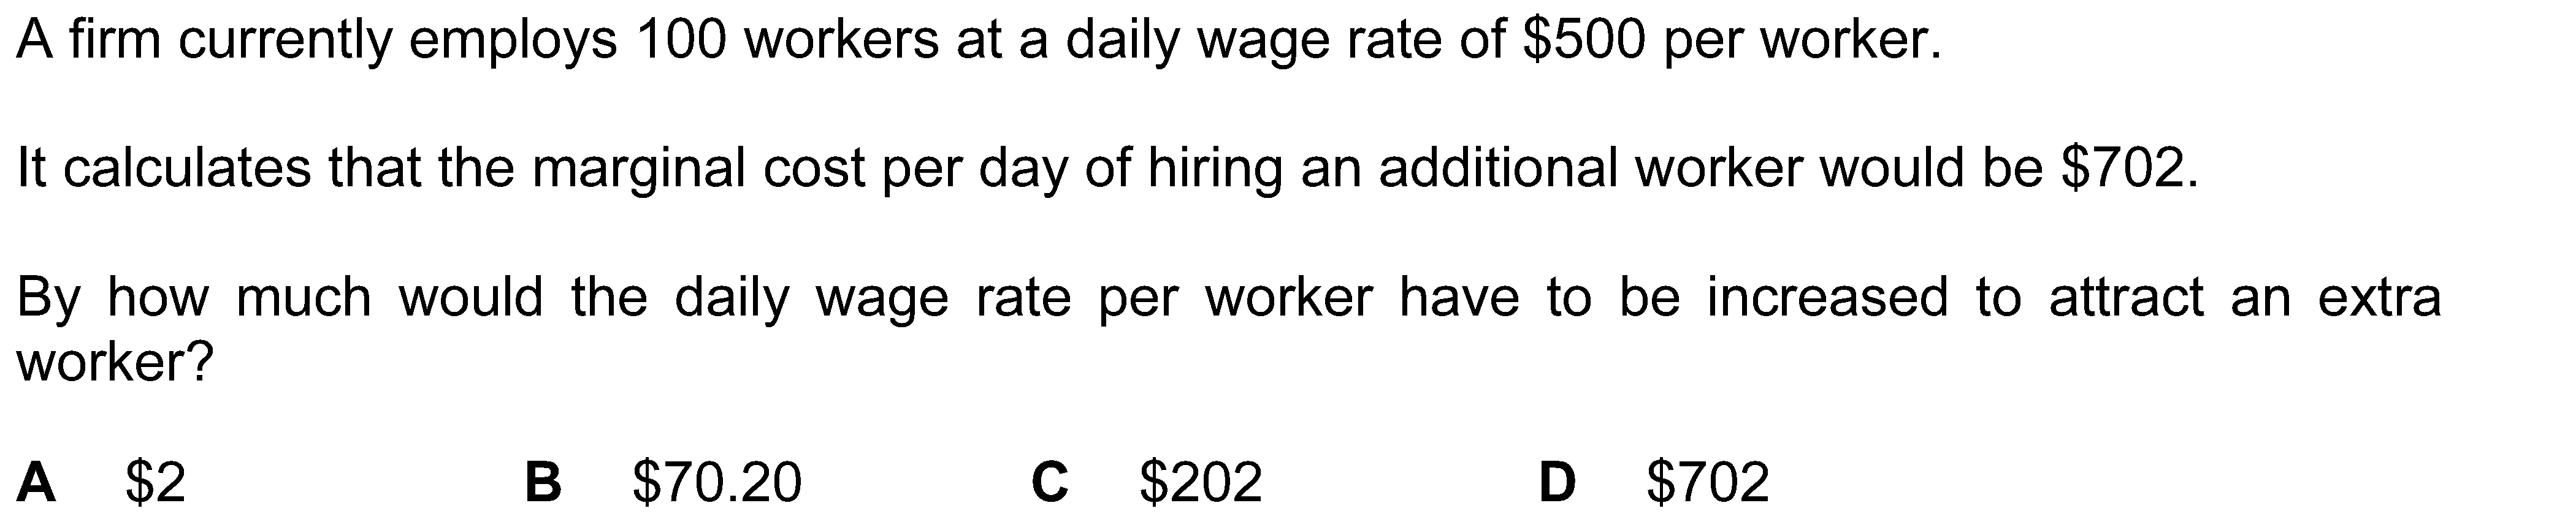 A firm currently employs 100 workers at a daily wage rate of $500 per worker.
It calculates that the marginal cost per day of hiring an additional worker would be $702.
By how much would the daily wage rate per worker have to be increased to attract an extra
worker?
A $2 B $70.20 C $202 D $702